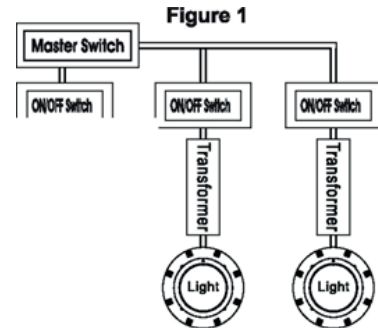 Figure 1
Master Switch
ON/OFF Switch
ON/OFF Switch
ON/OFF Switch
Transformer
Transformer
Light
Light